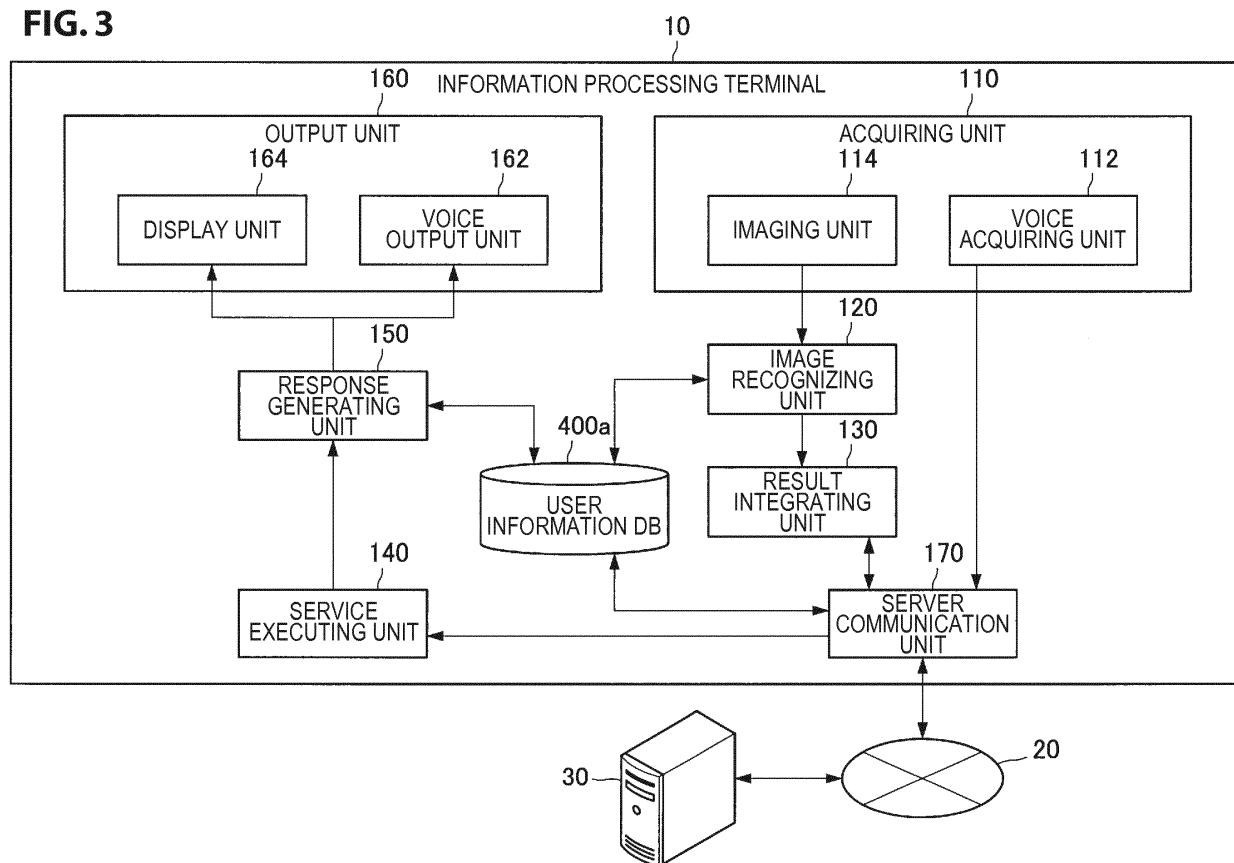 FIG. 3
10
INFORMATION PROCESSING TERMINAL
160
OUTPUT UNIT
164
DISPLAY UNIT
162
VOICE
OUTPUT UNIT
110
ACQUIRING UNIT
114
IMAGING UNIT
112
VOICE
ACQUIRING UNIT
150
RESPONSE
GENERATING
UNIT
120
IMAGE
RECOGNIZING
UNIT
400a
USER
INFORMATION DB
130
RESULT
INTEGRATING
UNIT
140
SERVICE
EXECUTING UNIT
170
SERVER
COMMUNICATION
UNIT
30
20